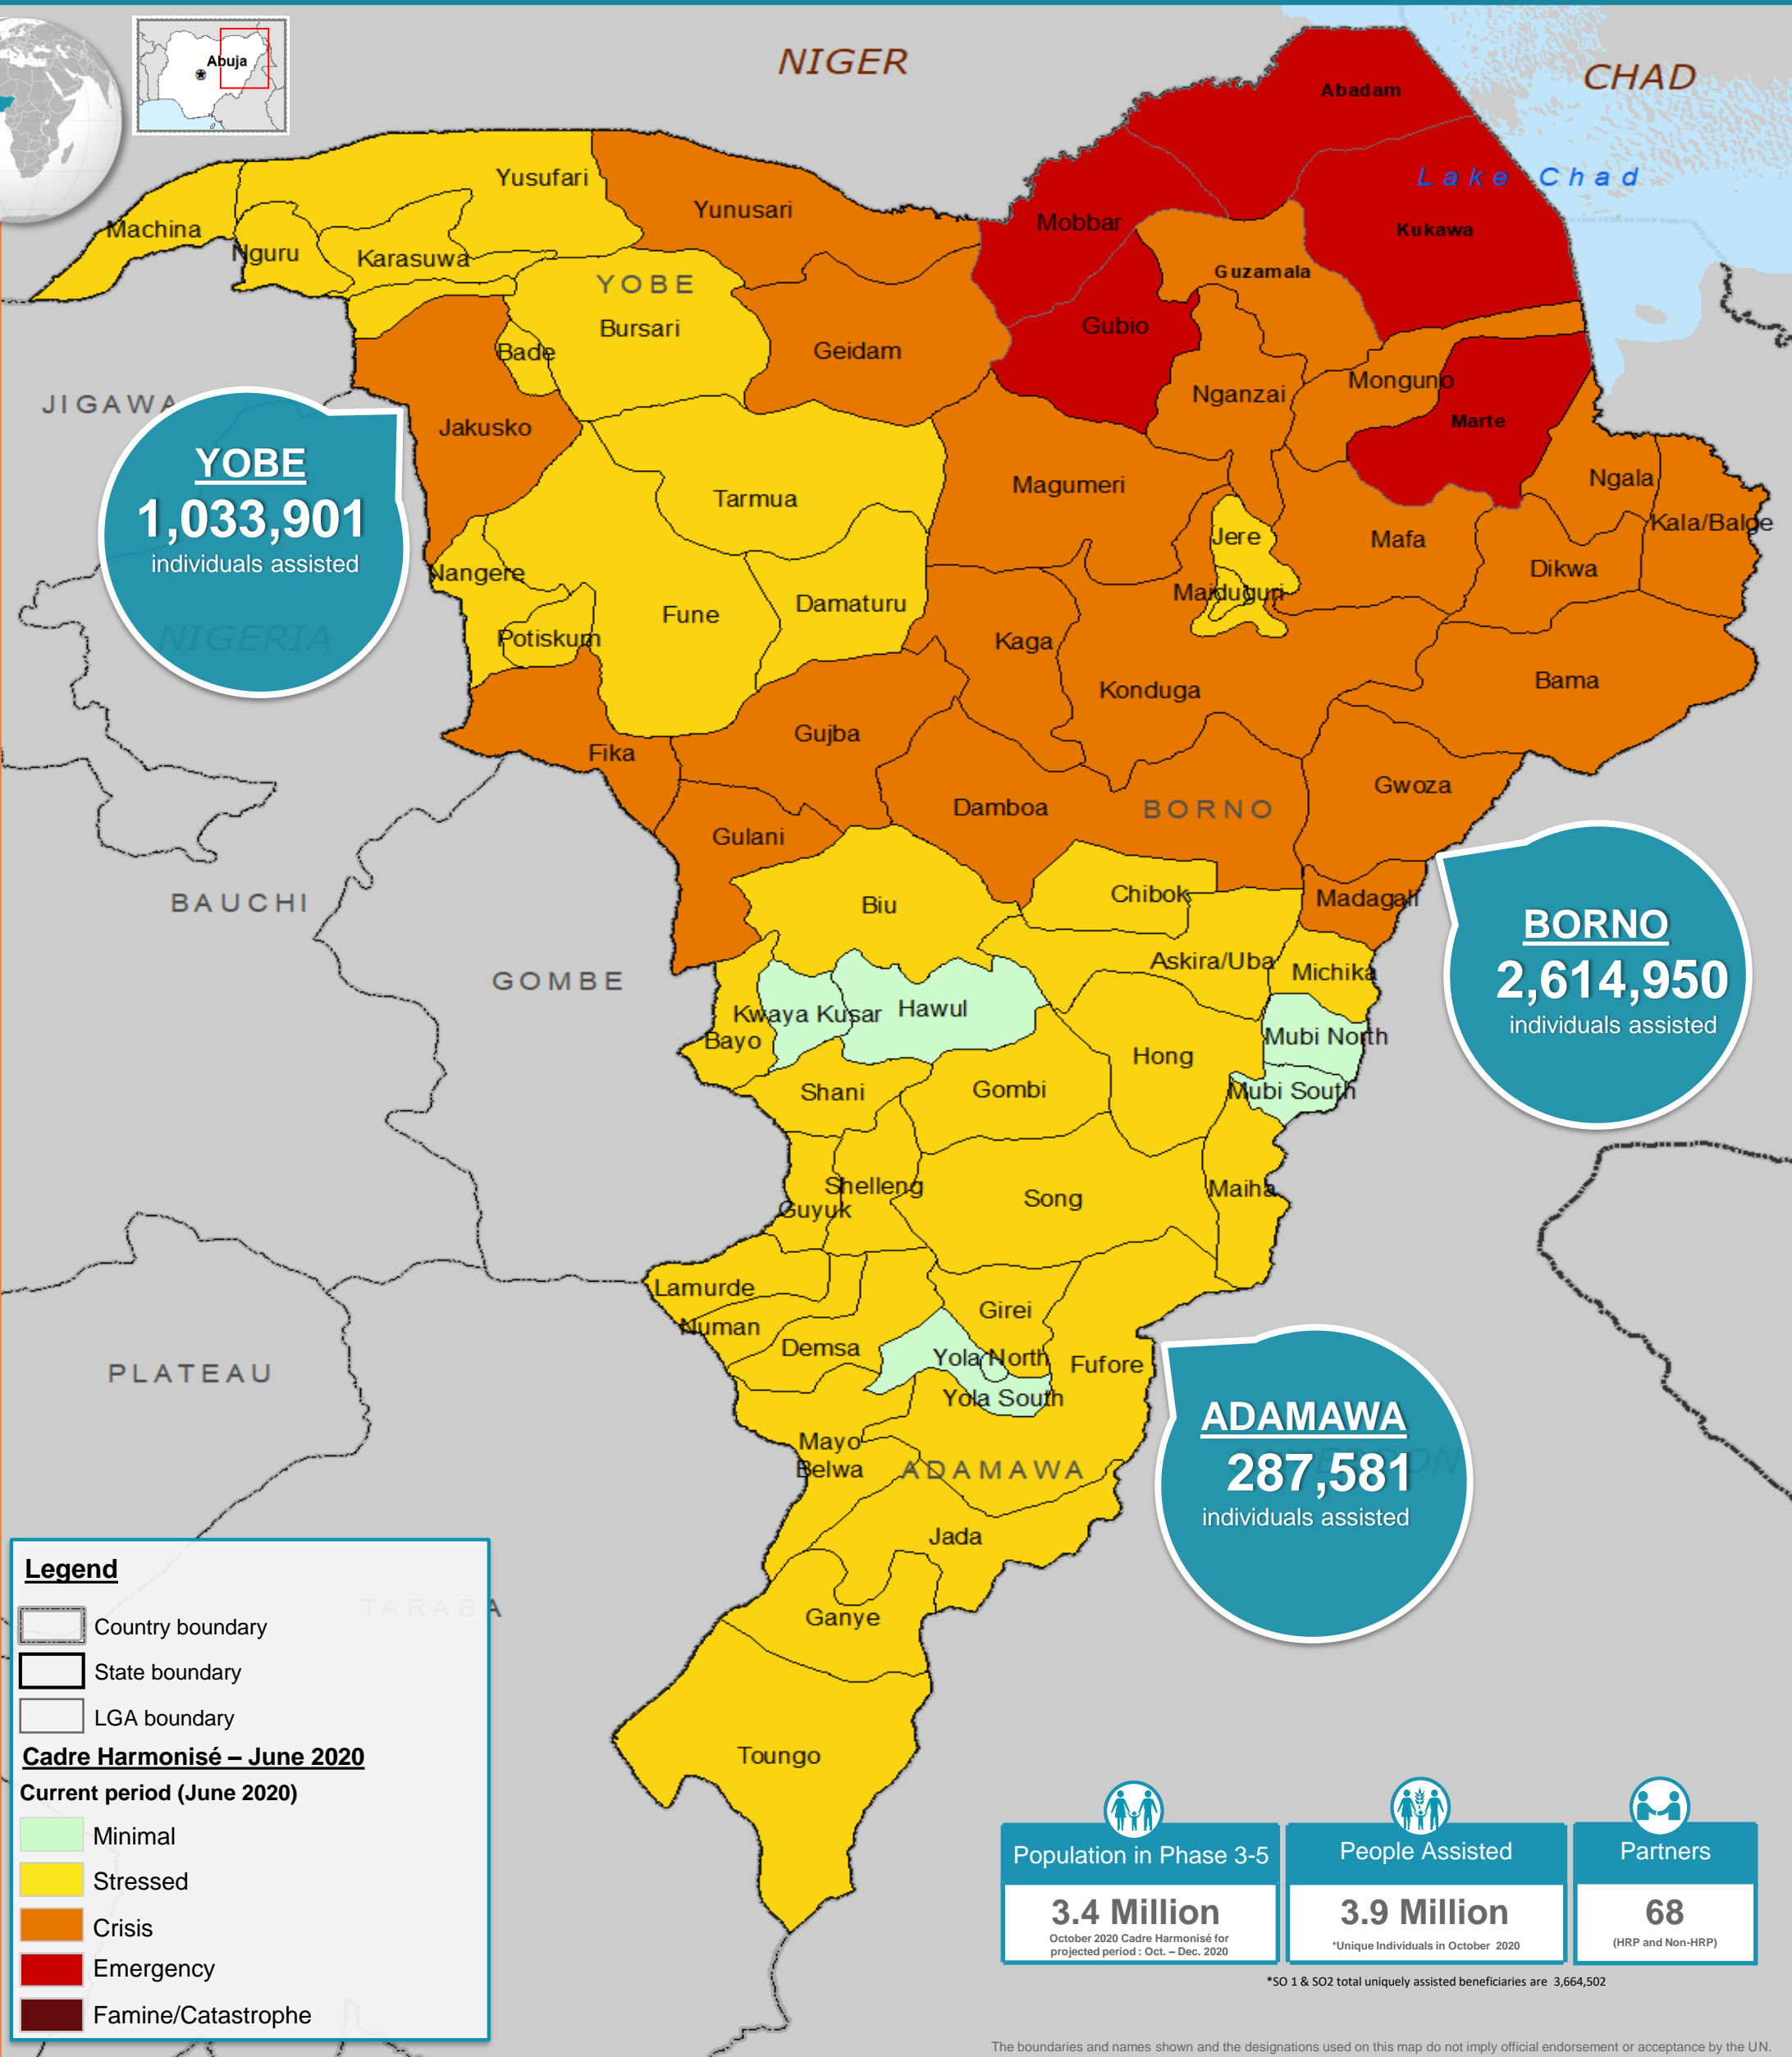 Abuja
NIGER
CHAD
Lake Chad
Abadam
Kukawa
Mobbar
Guzamala
Gubio
Yusufari
Yunusari
Machina
Nguru
Karasuwa
YOBE
Bursari
Bade
Geidam
Nganzai
Monguno
Marte
JIGAWA
Jakusko
YOBE
1,033,901
individuals assisted
NIGERIA
Tarmua
Magumeri
Ngala
Kala/Balge
Jere
Mafa
Dikwa
Nangere
Maiduguri
Damaturu
Fune
Potiskum
Kaga
Konduga
Bama
Gujba
Fika
Gwoza
Damboa
BORNO
Gulani
Biu
Chibok
Madagali
BAUCHI
GOMBE
BORNO
2,614,950
individuals assisted
Askira/Uba
Michika
Kwaya Kusar
Hawul
Bayo
Mubi North
Hong
Mubi South
Shani
Gombi
Shelleng
Guyuk
Song
Maiha
Lamurde
Numan
Girei
Demsa
Yola North
Fufore
Yola South
PLATEAU
ADAMAWA
287,581
individuals assisted
Mayo
Belwa
ADAMAWA
Jada
Ganye
Toungo
TARABA
Legend
Country boundary
State boundary
LGA boundary
Cadre Harmonisé – June 2020
Current period (June 2020)
Minimal
Stressed
Crisis
Emergency
Famine/Catastrophe
Population in Phase 3-5
3.4 Million
October 2020 Cadre Harmonisé for
projected period : Oct. – Dec. 2020
People Assisted
3.9 Million
*Unique Individuals in October 2020
Partners
68
(HRP and Non-HRP)
*SO 1 & SO2 total uniquely assisted beneficiaries are 3,664,502
The boundaries and names shown and the designations used on this map do not imply official endorsement or acceptance by the UN.